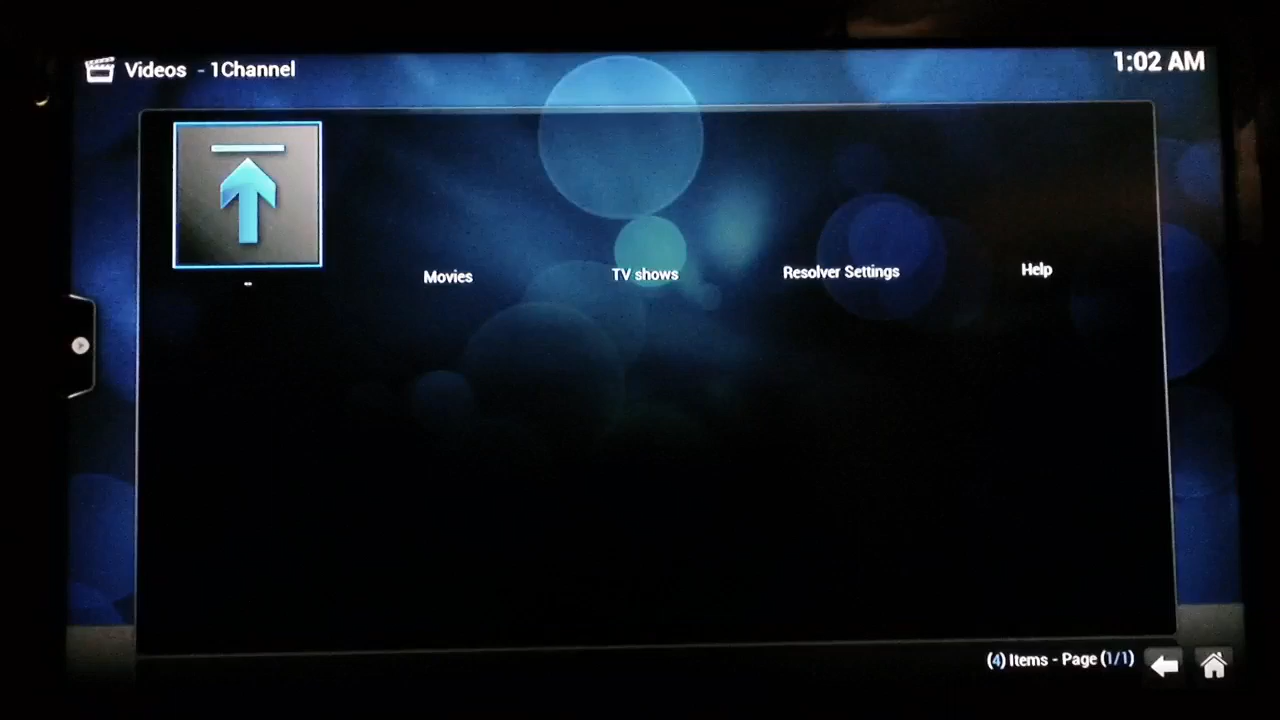 Videos - 1Channel
1:02 AM
..
Movies
TV shows
Resolver Settings
Help
(4) Items - Page (1/1)